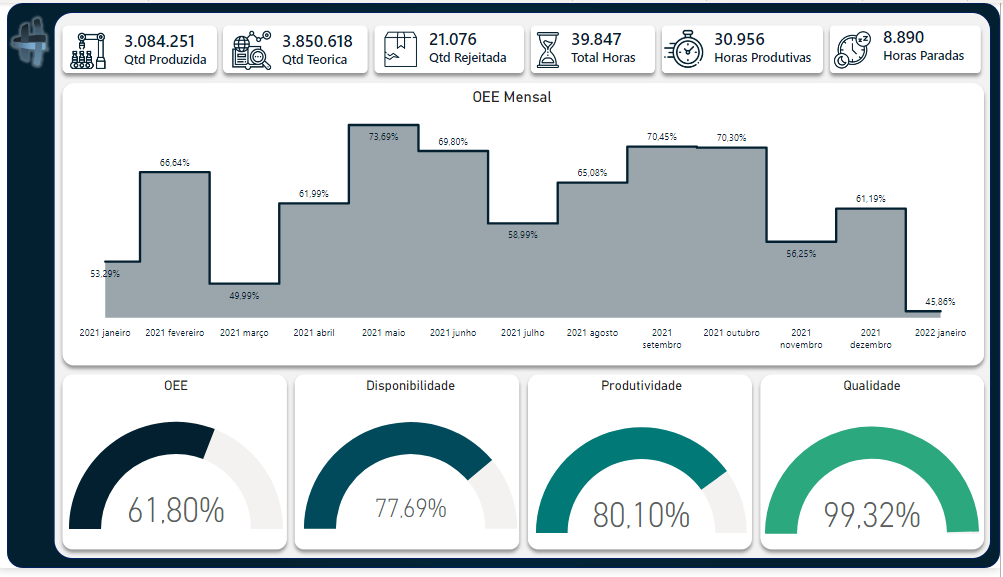 3.084.251
Qtd Produzida
3.850.618
Qtd Teorica
21.076
Qtd Rejeitada
39.847
Total Horas
30.956
Horas Produtivas
8.890
Horas Paradas
OEE Mensal
53,29%
66,64%
49,99%
61,99%
73,69%
69,80%
58,99%
65,08%
70,45%
70,30%
56,25%
61,19%
45,86%
2021 janeiro
2021 fevereiro
2021 março
2021 abril
2021 maio
2021 junho
2021 julho
2021 agosto
2021
setembro
2021 outubro
2021
novembro
2021
dezembro
2022 janeiro
OEE
61,80%
Disponibilidade
77,69%
Produtividade
80,10%
Qualidade
99,32%